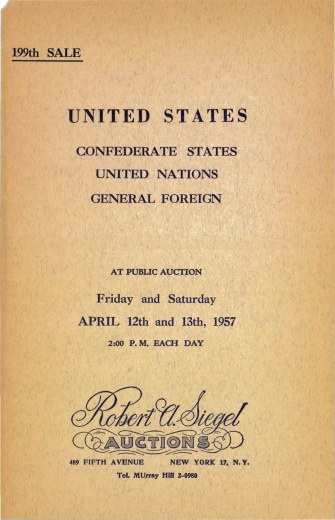 199th SALE
UNITED STATES
CONFEDERATE STATES
UNITED NATIONS
GENERAL FOREIGN
AT PUBLIC AUCTION
Friday and Saturday
APRIL 12th and 13th, 1957
2:00 P. M. EACH DAY
Robert A. Siegel
AUCTIONS
489 FIFTH AVENUE NEW YORK 17, N. Y.
Tel. MUrray Hill 2-0980